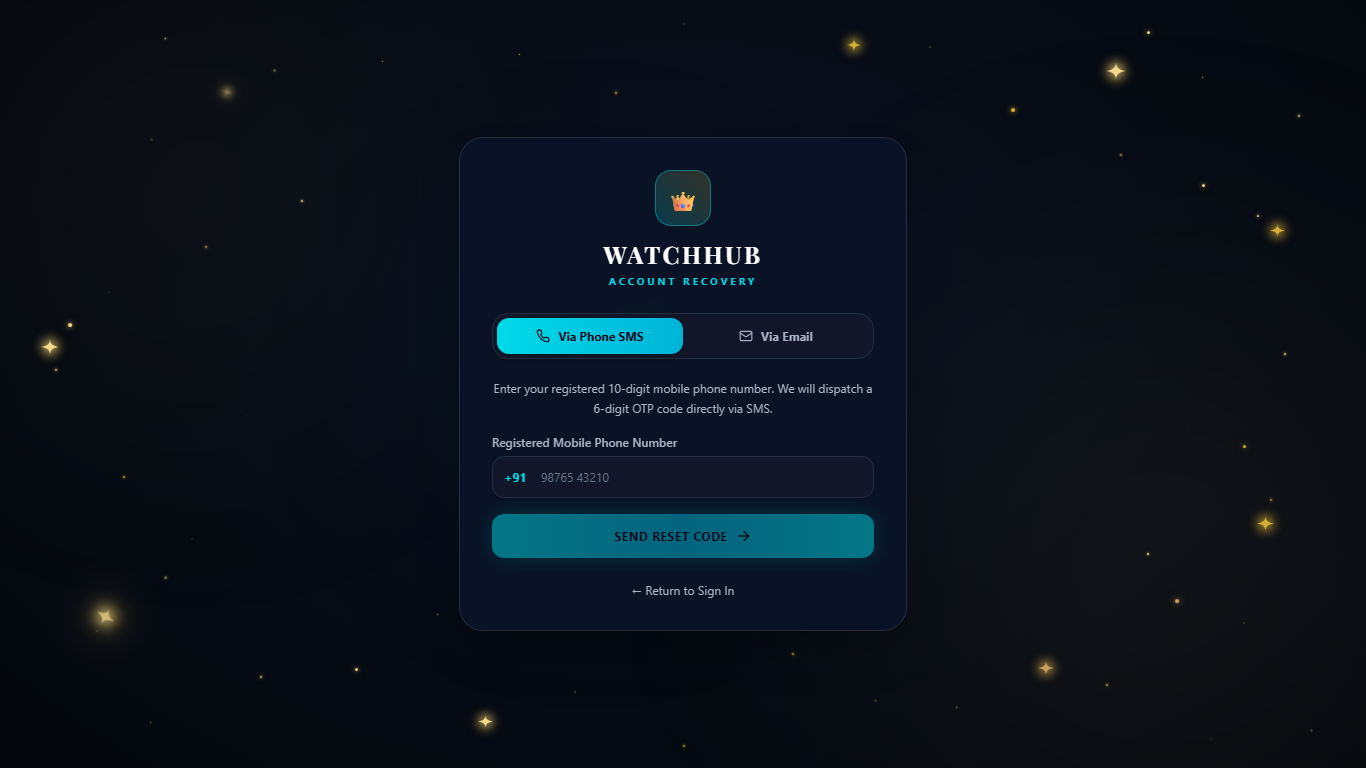 WATCHHUB
ACCOUNT RECOVERY
Via Phone SMS
Via Email
Enter your registered 10-digit mobile phone number. We will dispatch a
6-digit OTP code directly via SMS.
Registered Mobile Phone Number
+91 98765 43210
SEND RESET CODE →
← Return to Sign In